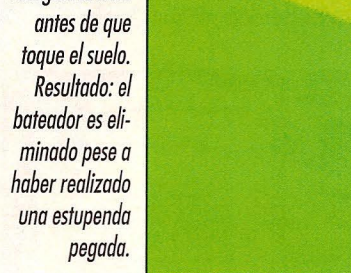 antes de que
toque el suelo.
Resultado: el
bateador es eli-
minado pese a
haber realizado
una estupenda
pegada.